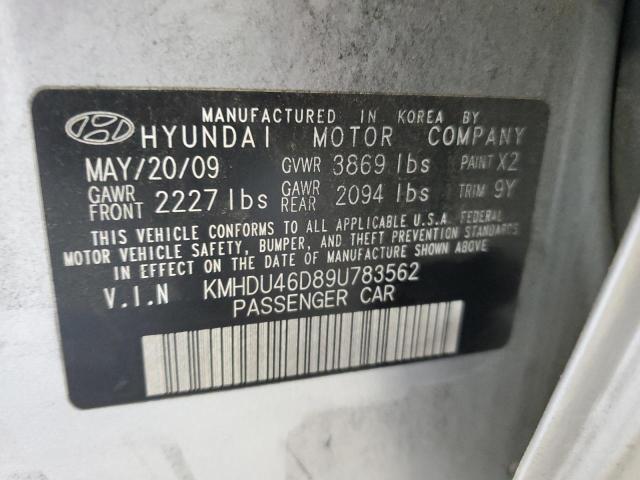 MANUFACTURED IN KOREA BY
HYUNDAI MOTOR COMPANY
MAY/20/09 GVWR 3869 lbs PAINT X2
GAWR FRONT 2227 lbs GAWR REAR 2094 lbs TRIM 9Y
THIS VEHICLE CONFORMS TO ALL APPLICABLE U.S.A. FEDERAL
MOTOR VEHICLE SAFETY, BUMPER, AND THEFT PREVENTION STANDARDS
IN EFFECT ON THE DATE OF MANUFACTURE SHOWN ABOVE.
V.I.N KMHDU46D89U783562
PASSENGER CAR